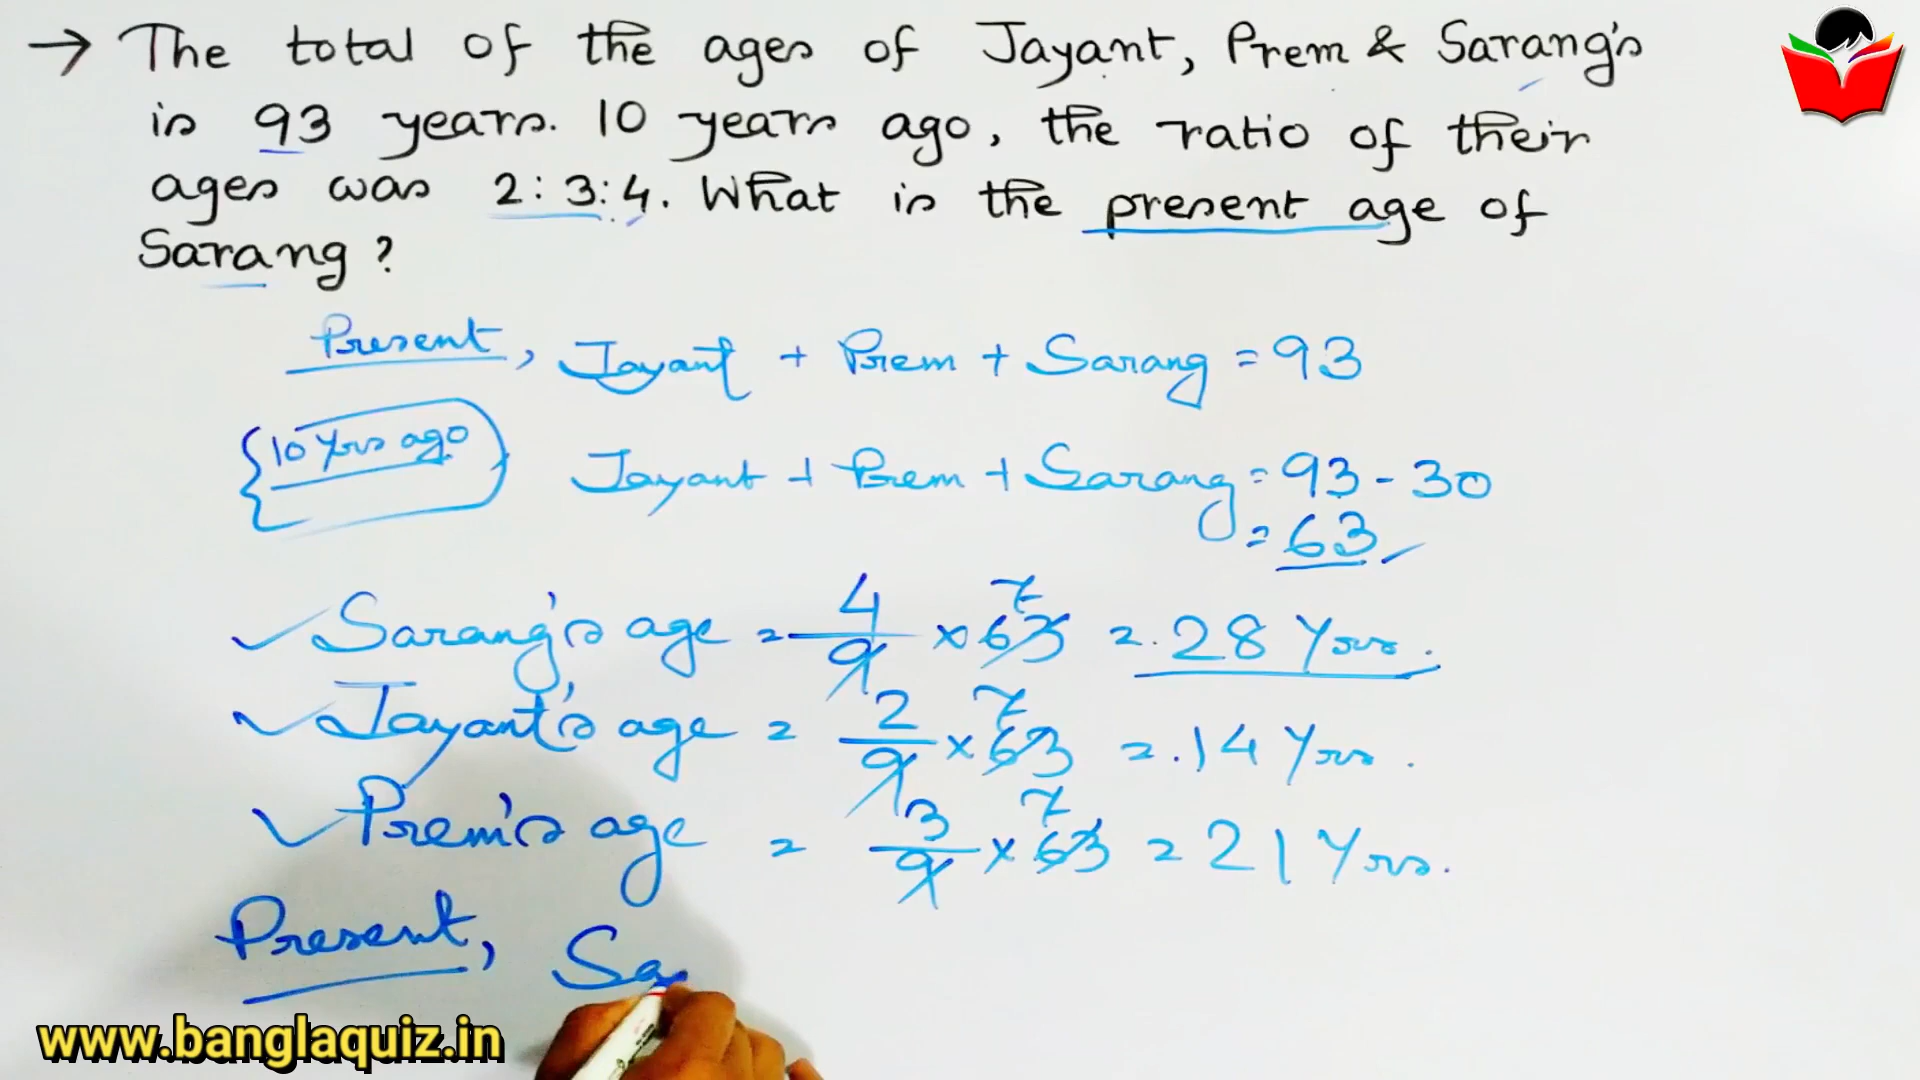 → The total of the ages of Jayant, Prem & Sarang's
is 93 years. 10 years ago, the ratio of their
ages was 2:3:4. What is the present age of
Sarang?
Present, Jayant + Prem + Sarang = 93
10 Yrs ago Jayant + Prem + Sarang = 93 - 30
= 63
Sarang's age = 4/9 × 63 7 = 28 Yrs.
Jayant's age = 2/9 × 63 7 = 14 Yrs.
Prem's age = 3/9 × 63 7 = 21 Yrs.
Present, Sa
www.banglaquiz.in